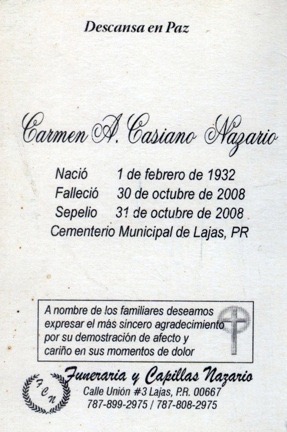 Descansa en Paz
Carmen A. Casiano Nazario
Nació 1 de febrero de 1932
Falleció 30 de octubre de 2008
Sepelio 31 de octubre de 2008
Cementerio Municipal de Lajas, PR
A nombre de los familiares deseamos
expresar el más sincero agradecimiento
por su demostración de afecto y
cariño en sus momentos de dolor
FCN
Funeraria y Capillas Nazario
Calle Unión #3 Lajas, P.R. 00667
787-899-2975 / 787-808-2975